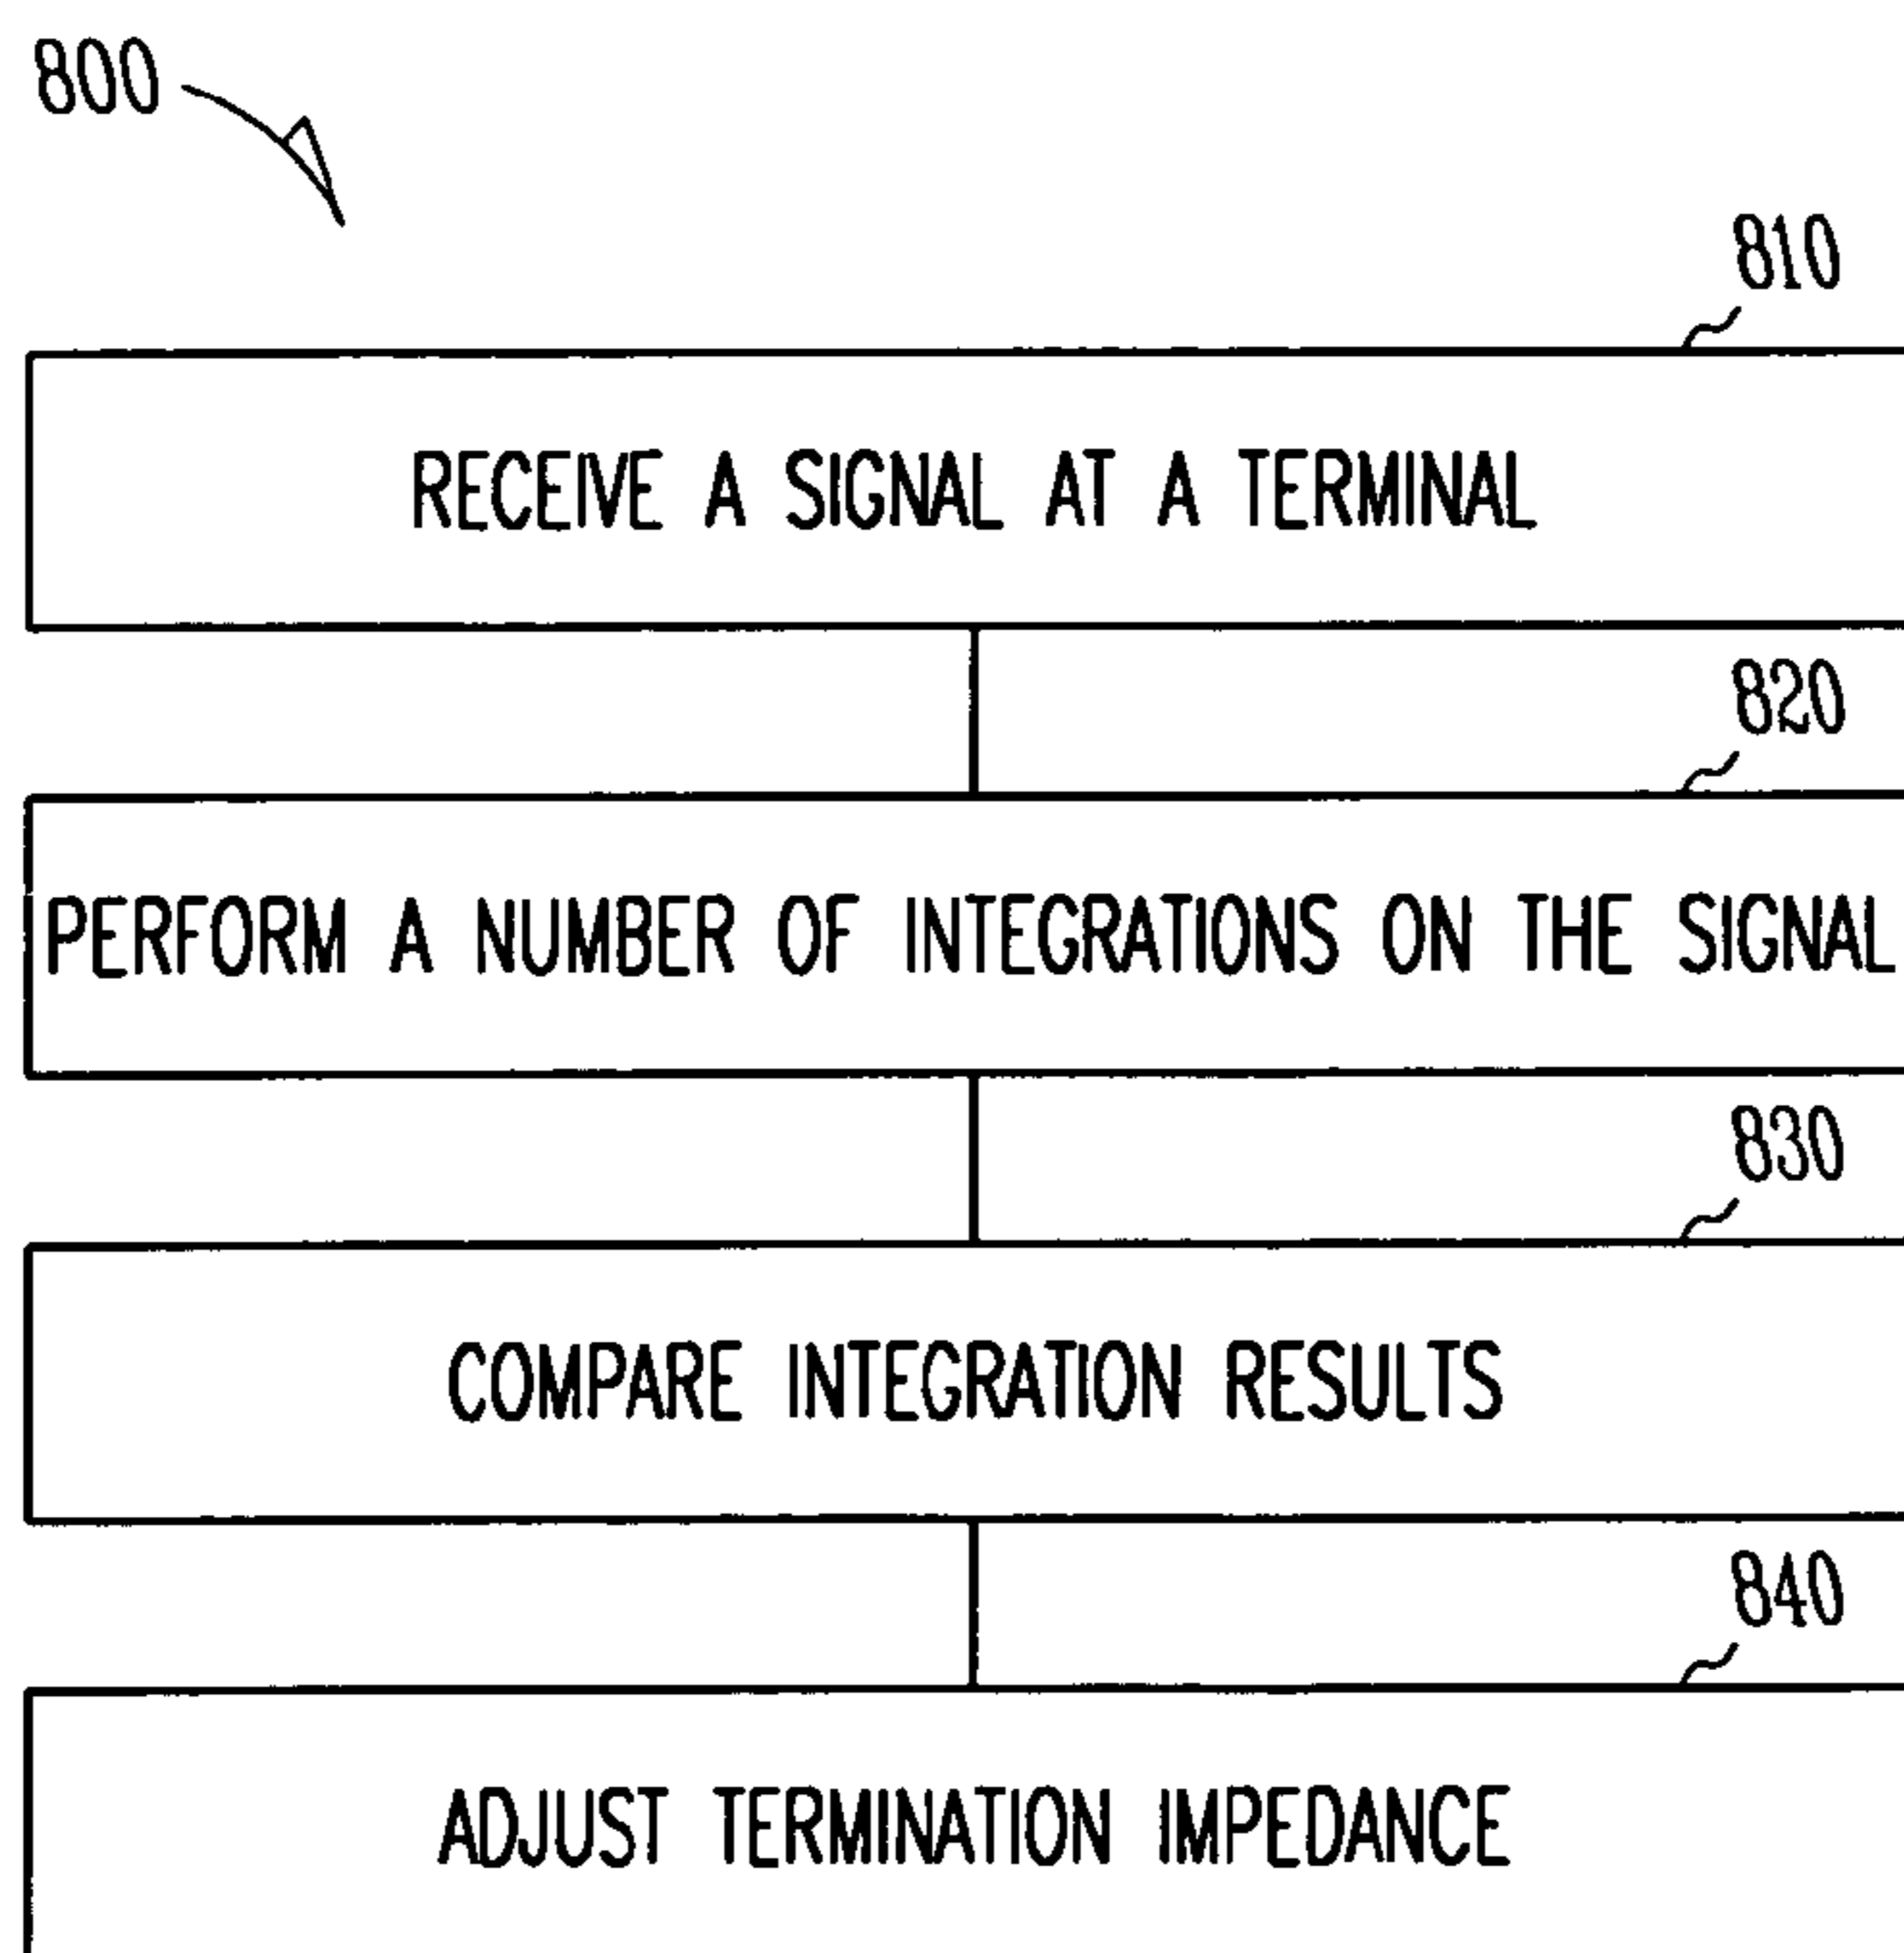 800
810
RECEIVE A SIGNAL AT A TERMINAL
820
PERFORM A NUMBER OF INTEGRATIONS ON THE SIGNAL
830
COMPARE INTEGRATION RESULTS
840
ADJUST TERMINATION IMPEDANCE